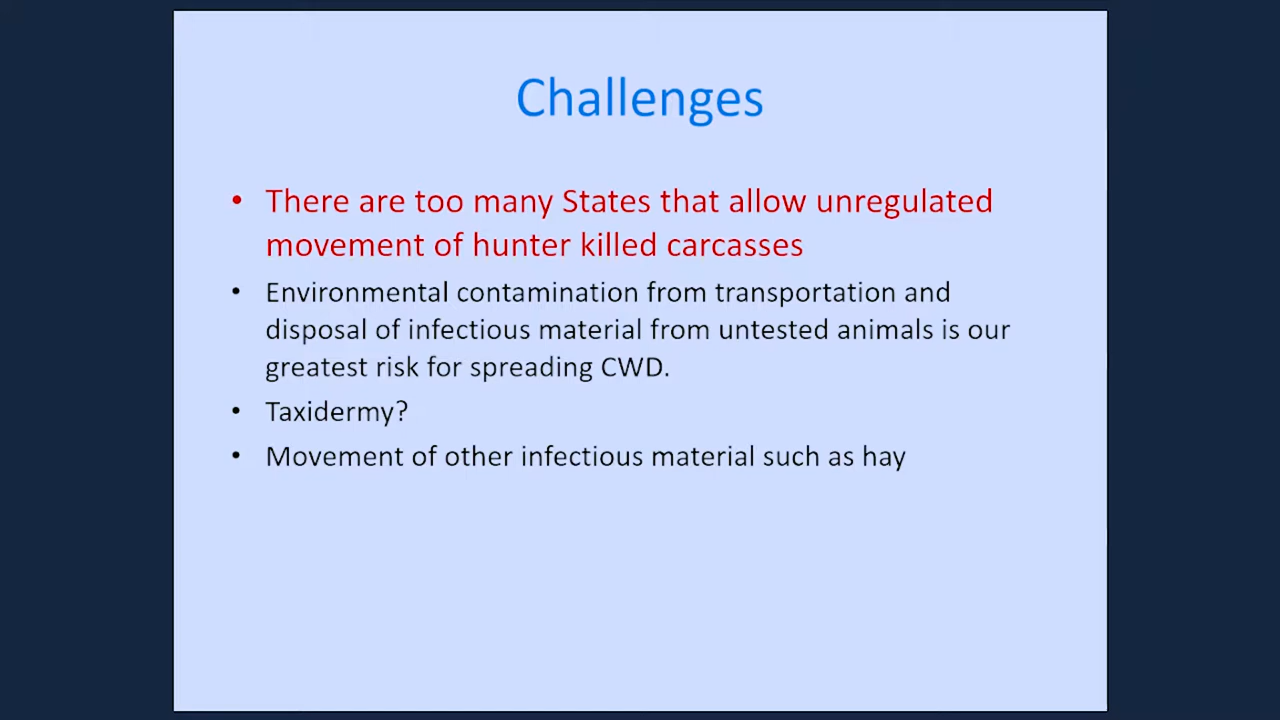 Challenges
• There are too many States that allow unregulated
movement of hunter killed carcasses
• Environmental contamination from transportation and
disposal of infectious material from untested animals is our
greatest risk for spreading CWD.
• Taxidermy?
• Movement of other infectious material such as hay